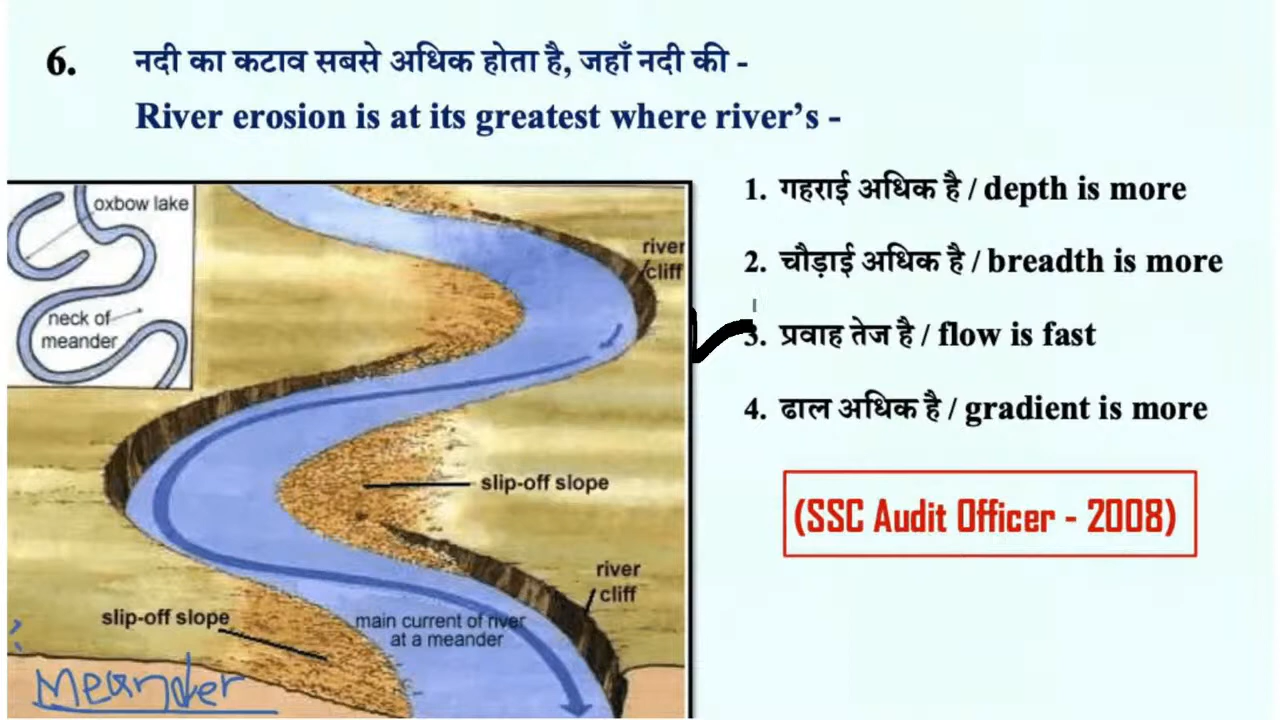 6. नदी का कटाव सबसे अधिक होता है, जहाँ नदी की -
River erosion is at its greatest where river's -
oxbow lake
neck of
meander
river
cliff
slip-off slope
river
cliff
slip-off slope
main current of river
at a meander
Meander
1. गहराई अधिक है / depth is more
2. चौड़ाई अधिक है / breadth is more
3. प्रवाह तेज है / flow is fast
4. ढाल अधिक है / gradient is more
(SSC Audit Officer - 2008)